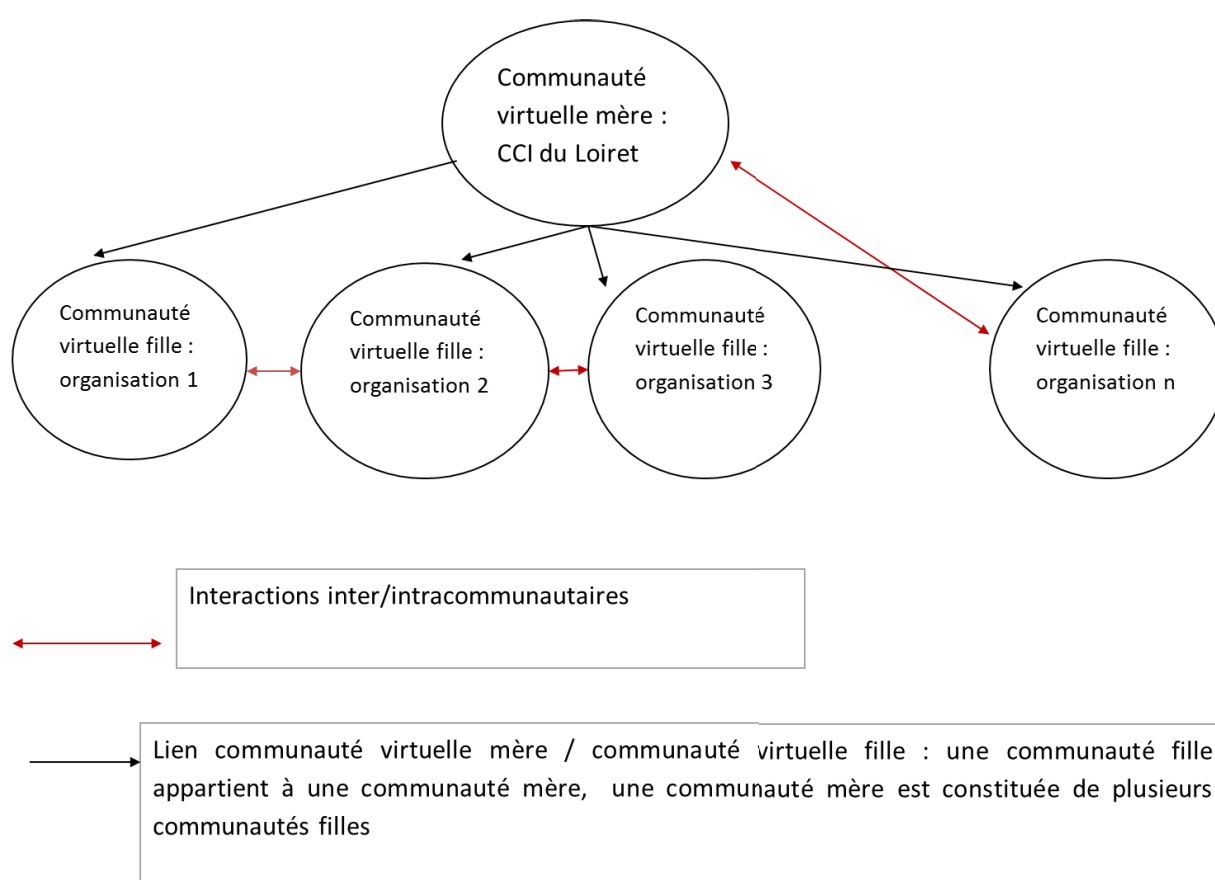 Communauté
virtuelle mère :
CCI du Loiret
Communauté
virtuelle fille :
organisation 1
Communauté
virtuelle fille :
organisation 2
Communauté
virtuelle fille :
organisation 3
Communauté
virtuelle fille :
organisation n
Interactions inter/intracommunautaires
Lien communauté virtuelle mère / communauté virtuelle fille : une communauté fille
appartient à une communauté mère, une communauté mère est constituée de plusieurs
communautés filles